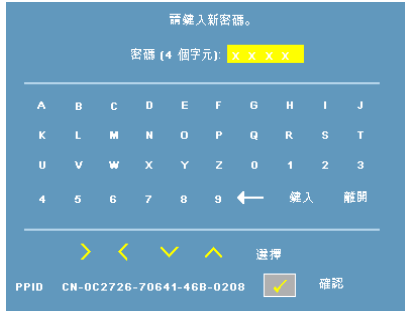 請鍵入新密碼。
密碼 (4 個字元): X X X X
A B C D E F G H I J
K L M N O P Q R S T
U V W X Y Z 0 1 2 3
4 5 6 7 8 9 ← 鍵入 離開
選擇
PPID CN-0C2726-70641-46B-0208 ✓ 確認